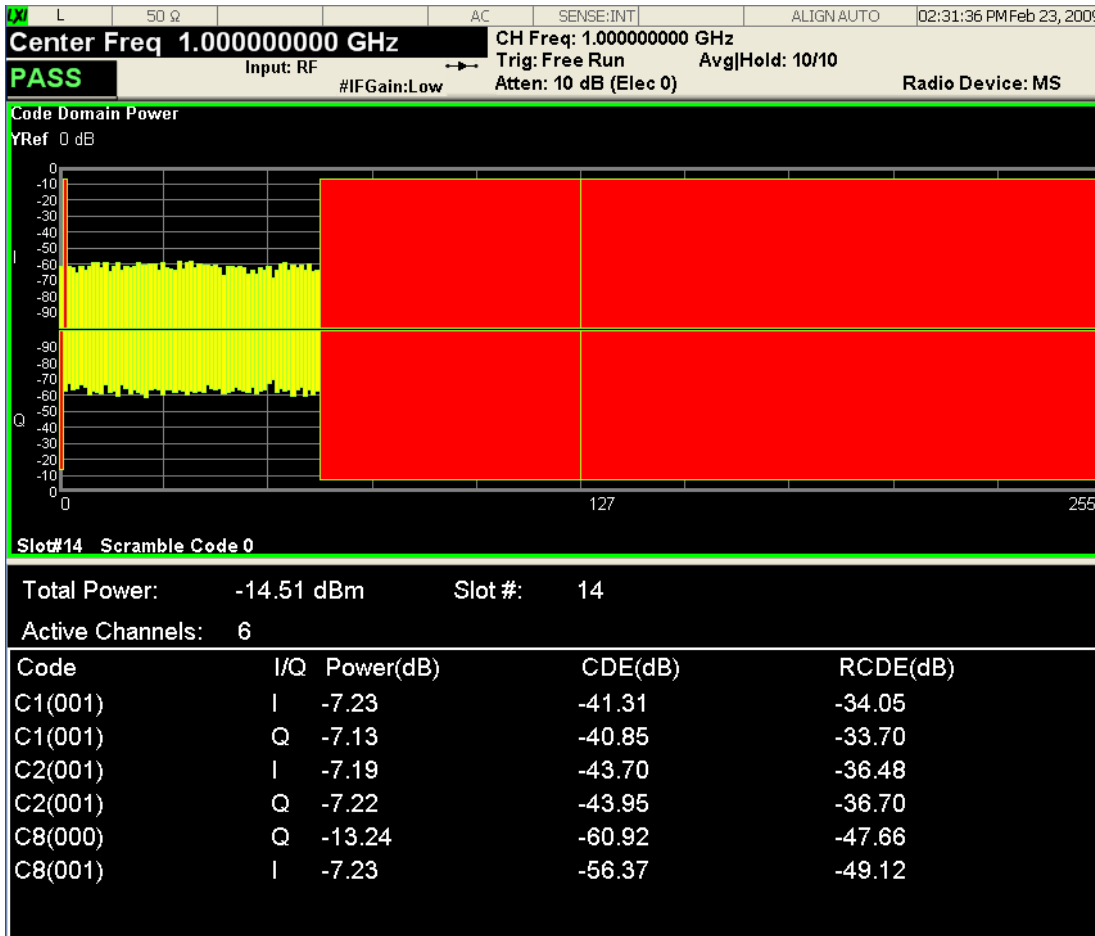 LXI L 50 Ω AC SENSE:INT ALIGN AUTO 02:31:36 PM Feb 23, 2009
Center Freq 1.000000000 GHz
CH Freq: 1.000000000 GHz
Input: RF
Trig: Free Run Avg|Hold: 10/10
PASS
#IFGain:Low
Atten: 10 dB (Elec 0)
Radio Device: MS
Code Domain Power
YRef 0 dB
0
-10
-20
-30
-40
-50
I
-60
-70
-80
-90
-90
-80
-70
-60
-50
Q
-40
-30
-20
-10
0
0 127 255
Slot#14 Scramble Code 0
Total Power: -14.51 dBm Slot #: 14
Active Channels: 6
Code I/Q Power(dB) CDE(dB) RCDE(dB)
C1(001) I -7.23 -41.31 -34.05
C1(001) Q -7.13 -40.85 -33.70
C2(001) I -7.19 -43.70 -36.48
C2(001) Q -7.22 -43.95 -36.70
C8(000) Q -13.24 -60.92 -47.66
C8(001) I -7.23 -56.37 -49.12